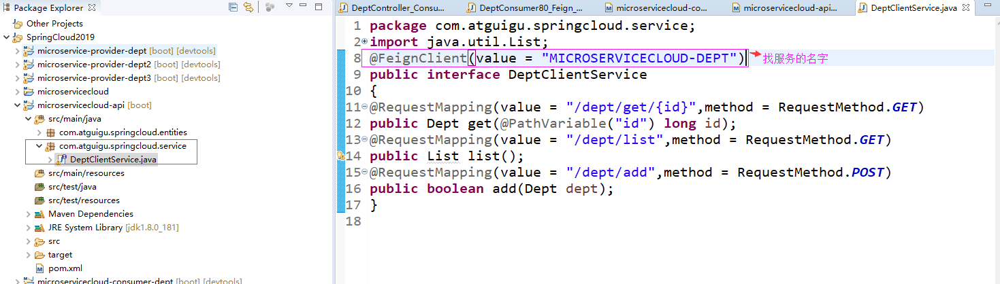 Package Explorer
Other Projects
SpringCloud2019
microservice-provider-dept [boot] [devtools]
microservice-provider-dept2 [boot] [devtools]
microservice-provider-dept3 [boot] [devtools]
microservicecloud
microservicecloud-api [boot]
src/main/java
com.atguigu.springcloud.entities
com.atguigu.springcloud.service
DeptClientService.java
src/main/resources
src/test/java
src/test/resources
Maven Dependencies
JRE System Library [jdk1.8.0_181]
src
target
pom.xml
microservicecloud-consumer-dept [boot] [devtools]
DeptController_Consu... DeptConsumer80_Feign_... microservicecloud-co... microservicecloud-api... DeptClientService.java
1 package com.atguigu.springcloud.service;
2 import java.util.List;
8 @FeignClient(value = "MICROSERVICECLOUD-DEPT") 找服务的名字
9 public interface DeptClientService
10 {
11 @RequestMapping(value = "/dept/get/{id}",method = RequestMethod.GET)
12 public Dept get(@PathVariable("id") long id);
13 @RequestMapping(value = "/dept/list",method = RequestMethod.GET)
14 public List list();
15 @RequestMapping(value = "/dept/add",method = RequestMethod.POST)
16 public boolean add(Dept dept);
17 }
18